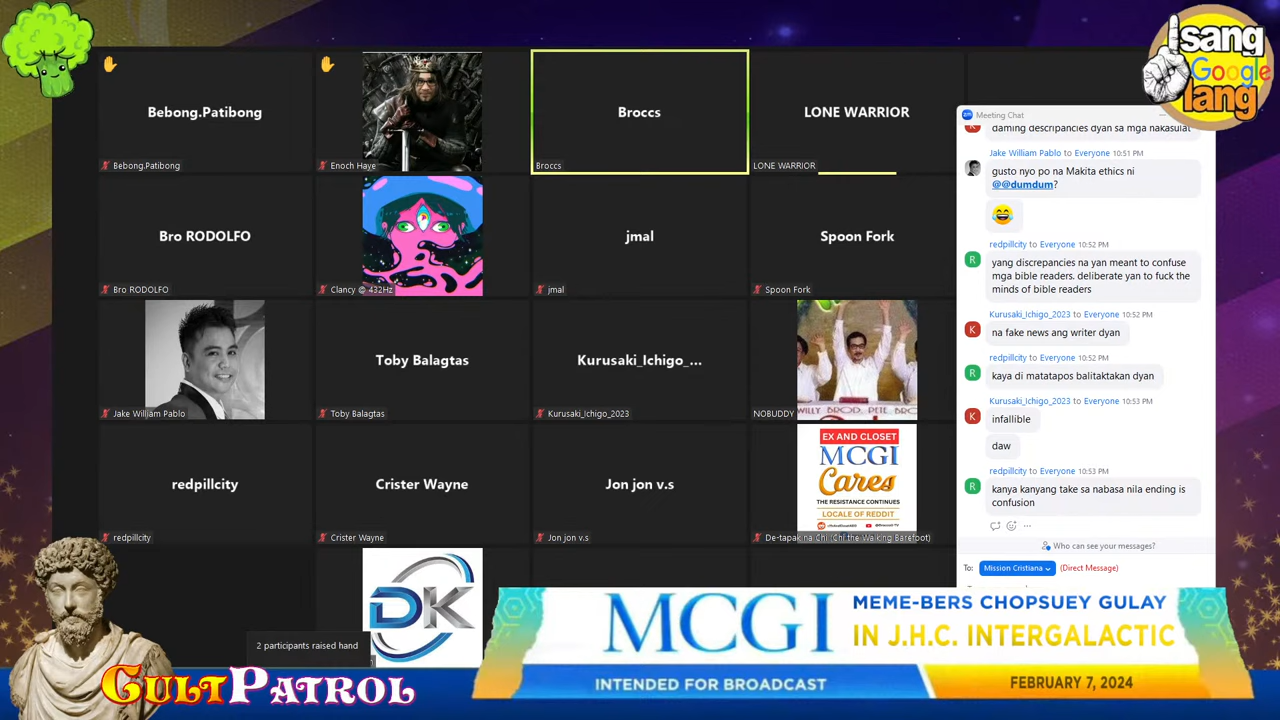 Isang
Google
lang
Bebong.Patibong
Bebong.Patibong
Enoch Haye
Broccs
Broccs
LONE WARRIOR
LONE WARRIOR
Bro RODOLFO
Bro RODOLFO
Clancy @ 432Hz
jmal
jmal
Spoon Fork
Spoon Fork
Jake William Pablo
Toby Balagtas
Toby Balagtas
Kurusaki_Ichigo_...
Kurusaki_Ichigo_2023
WILLY BROD, PETE BRO
NOBUDDY
redpillcity
redpillcity
Crister Wayne
Crister Wayne
Jon jon v.s
Jon jon v.s
EX AND CLOSET
MCGI
Cares
THE RESISTANCE CONTINUES
LOCALE OF REDDIT
De-tapak na Chi (Chi the Walking Barefoot)
DK
2 participants raised hand
Meeting Chat
daming descripancies dyan sa mga nakasulat
Jake William Pablo to Everyone 10:51 PM
gusto nyo po na Makita ethics ni
@@dumdum?
redpillcity to Everyone 10:52 PM
yang discrepancies na yan meant to confuse
mga bible readers. deliberate yan to fuck the
minds of bible readers
Kurusaki_Ichigo_2023 to Everyone 10:52 PM
na fake news ang writer dyan
redpillcity to Everyone 10:52 PM
kaya di matatapos balitaktakan dyan
Kurusaki_Ichigo_2023 to Everyone 10:53 PM
infallible
daw
redpillcity to Everyone 10:53 PM
kanya kanyang take sa nabasa nila ending is
confusion
Who can see your messages?
To: Mission Cristiana (Direct Message)
CULTPATROL
MCGI
MEME-BERS CHOPSUEY GULAY
IN J.H.C. INTERGALACTIC
INTENDED FOR BROADCAST
FEBRUARY 7, 2024